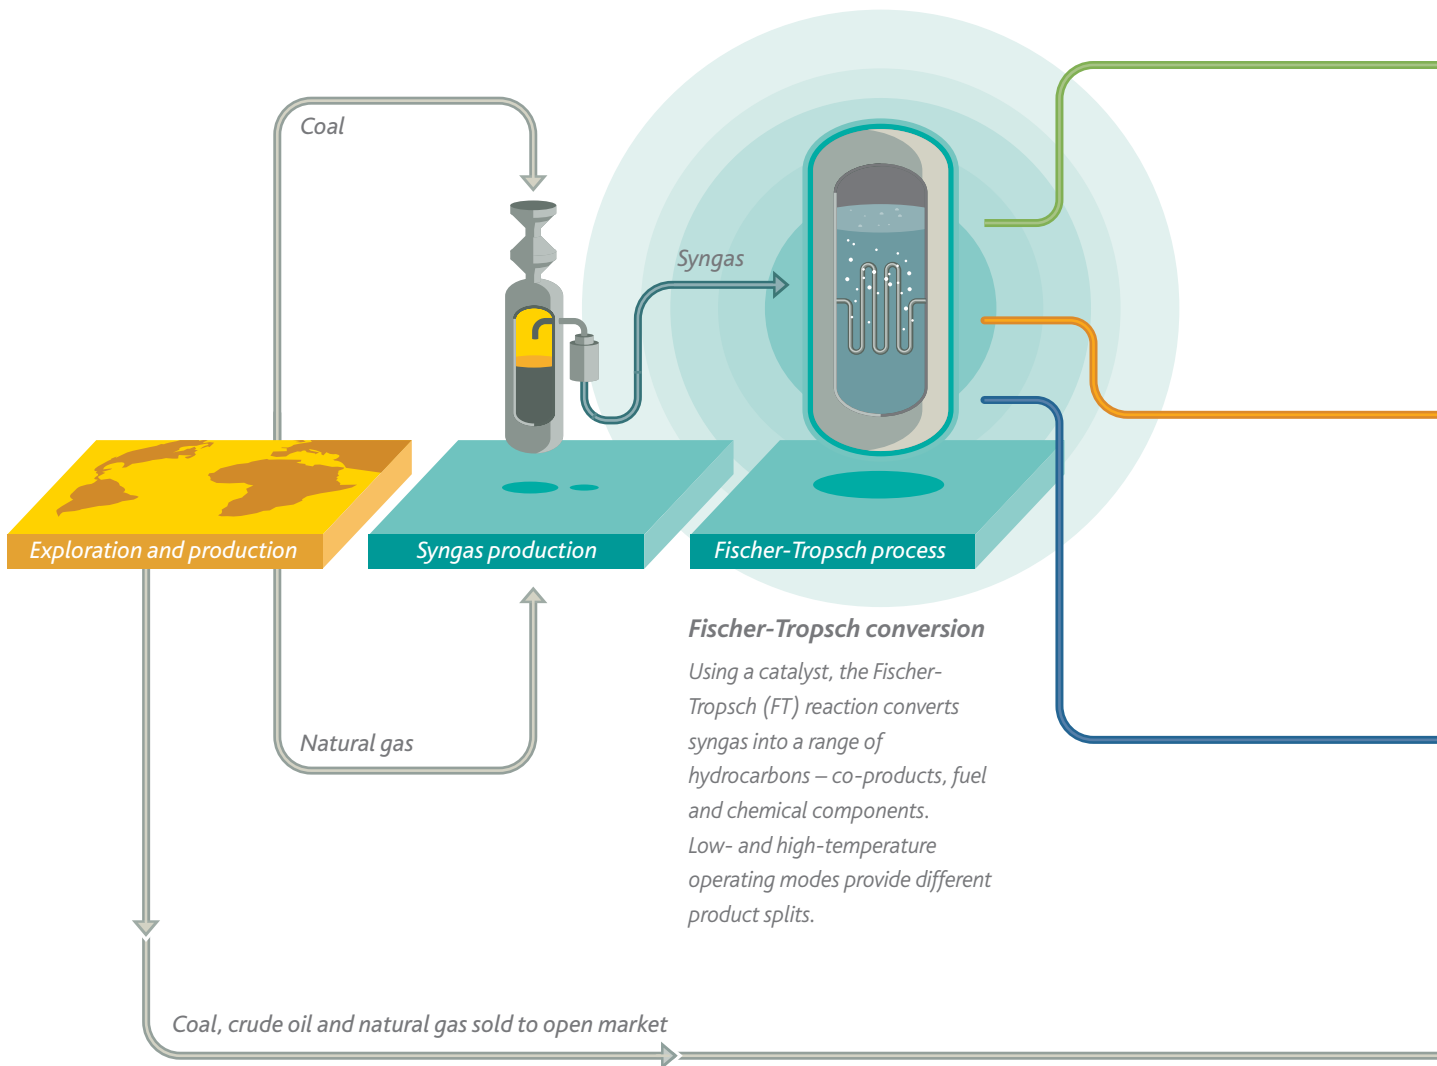 Coal
Syngas
Exploration and production
Syngas production
Fischer-Tropsch process
Natural gas
Fischer-Tropsch conversion
Using a catalyst, the Fischer-
Tropsch (FT) reaction converts
syngas into a range of
hydrocarbons – co-products, fuel
and chemical components.
Low- and high-temperature
operating modes provide different
product splits.
Coal, crude oil and natural gas sold to open market